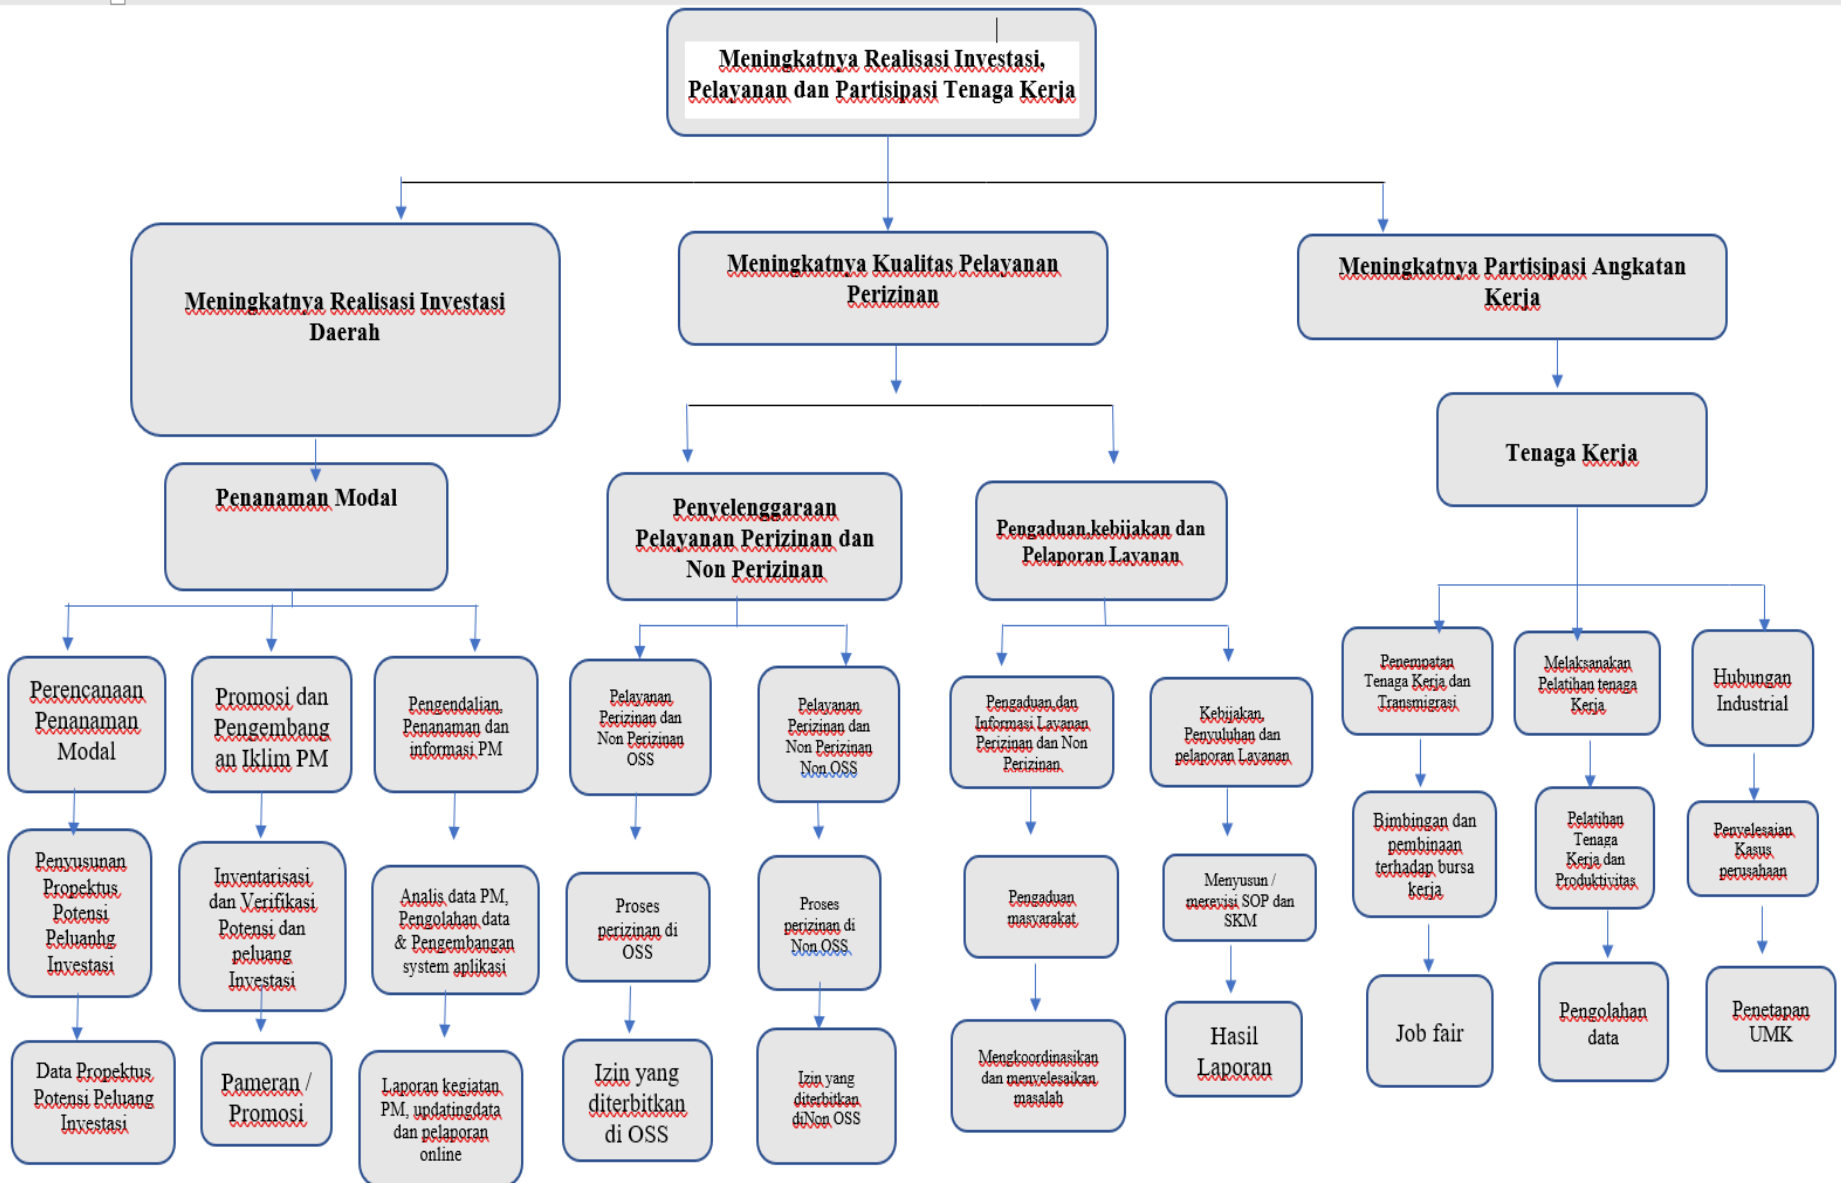 Meningkatnya Realisasi Investasi,
Pelayanan dan Partisipasi Tenaga Kerja
Meningkatnya Realisasi Investasi
Daerah
Meningkatnya Kualitas Pelayanan
Perizinan
Meningkatnya Partisipasi Angkatan
Kerja
Penanaman Modal
Penyelenggaraan
Pelayanan Perizinan dan
Non Perizinan
Pengaduan,kebijakan dan
Pelaporan Layanan
Tenaga Kerja
Perencanaan
Penanaman
Modal
Promosi dan
Pengembang
an Iklim PM
Pengendalian,
Penanaman dan
informasi PM
Pelayanan
Perizinan dan
Non Perizinan
OSS
Pelayanan
Perizinan dan
Non Perizinan
Non OSS
Pengaduan dan
Informasi Layanan
Perizinan dan Non
Perizinan
Kebijakan,
Penyuluhan dan
pelaporan Layanan
Penempatan
Tenaga Kerja dan
Transmigrasi
Melaksanakan
Pelatihan tenaga
Kerja
Hubungan
Industrial
Penyusunan
Propektus
Potensi
Peluanhg
Investasi
Inventarisasi
dan Verifikasi
Potensi dan
peluang
Investasi
Analis data PM,
Pengolahan data
& Pengembangan
system aplikasi
Proses
perizinan di
OSS
Proses
perizinan di
Non OSS
Pengaduan
masyarakat
Menyusun /
merevisi SOP dan
SKM
Bimbingan dan
pembinaan
terhadap bursa
kerja
Pelatihan
Tenaga
Kerja dan
Produktivitas
Penyelesaian
Kasus
perusahaan
Data Propektus
Potensi Peluang
Investasi
Pameran /
Promosi
Laporan kegiatan
PM, updatingdata
dan pelaporan
online
Izin yang
diterbitkan
di OSS
Izin yang
diterbitkan
diNon OSS
Mengkoordinasikan
dan menyelesaikan
masalah
Hasil
Laporan
Job fair
Pengolahan
data
Penetapan
UMK